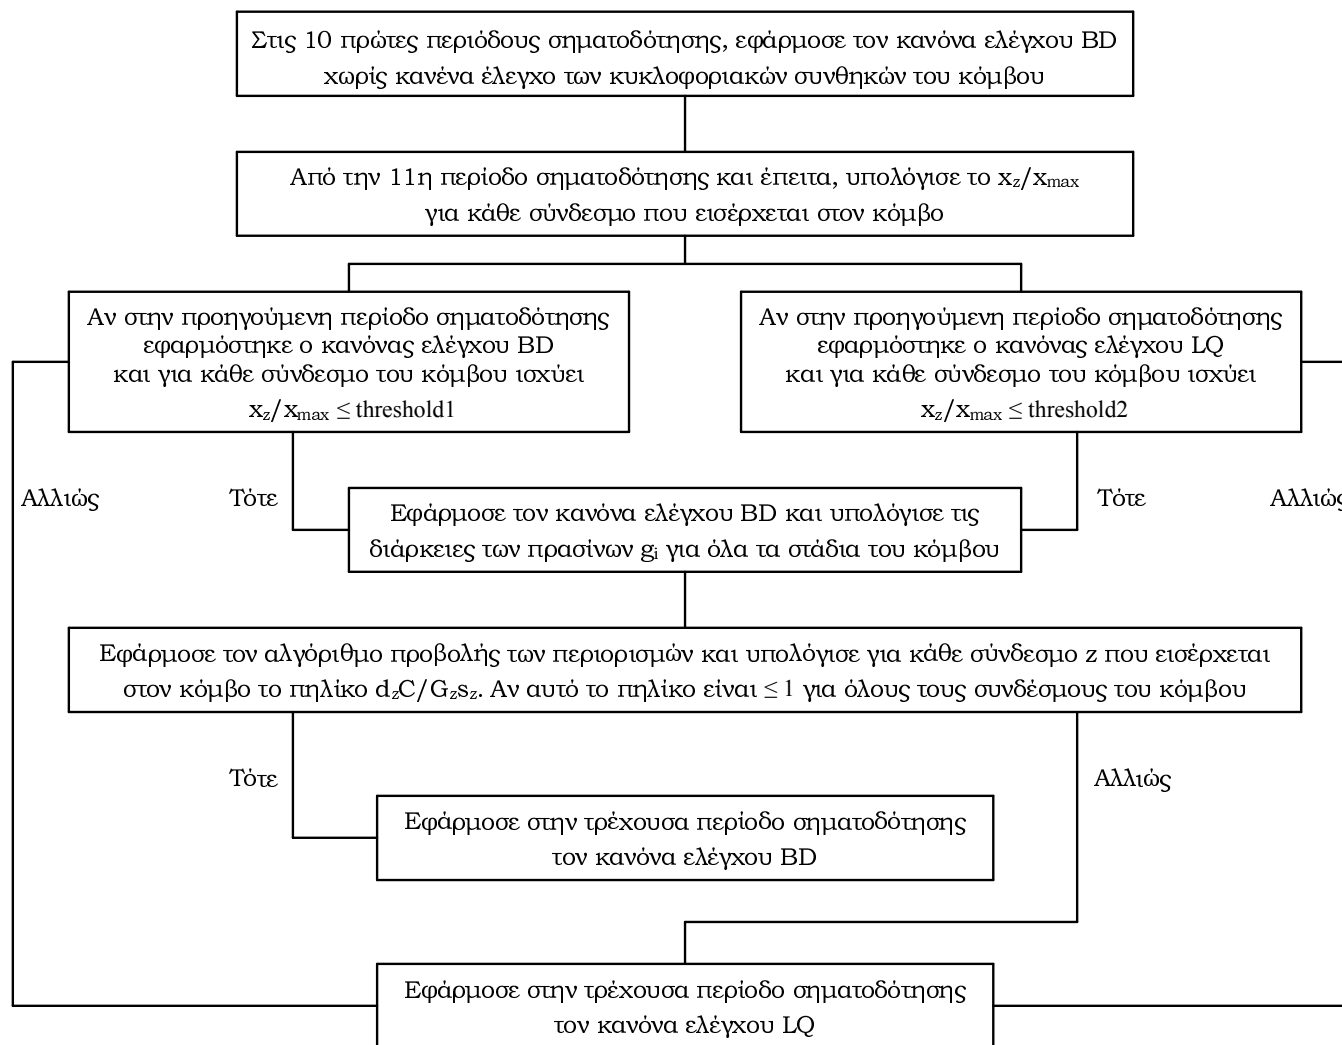 Στις 10 πρώτες περιόδους σηματοδότησης, εφάρμοσε τον κανόνα ελέγχου BD
χωρίς κανένα έλεγχο των κυκλοφοριακών συνθηκών του κόμβου
Από την 11η περίοδο σηματοδότησης και έπειτα, υπολόγισε το xz/xmax
για κάθε σύνδεσμο που εισέρχεται στον κόμβο
Αν στην προηγούμενη περίοδο σηματοδότησης
εφαρμόστηκε ο κανόνας ελέγχου BD
και για κάθε σύνδεσμο του κόμβου ισχύει
xz/xmax ≤ threshold1
Αν στην προηγούμενη περίοδο σηματοδότησης
εφαρμόστηκε ο κανόνας ελέγχου LQ
και για κάθε σύνδεσμο του κόμβου ισχύει
xz/xmax ≤ threshold2
Αλλιώς
Τότε
Τότε
Αλλιώς
Εφάρμοσε τον κανόνα ελέγχου BD και υπολόγισε τις
διάρκειες των πρασίνων gi για όλα τα στάδια του κόμβου
Εφάρμοσε τον αλγόριθμο προβολής των περιορισμών και υπολόγισε για κάθε σύνδεσμο z που εισέρχεται
στον κόμβο το πηλίκο dzC/Gzsz. Αν αυτό το πηλίκο είναι ≤ 1 για όλους τους συνδέσμους του κόμβου
Τότε
Αλλιώς
Εφάρμοσε στην τρέχουσα περίοδο σηματοδότησης
τον κανόνα ελέγχου BD
Εφάρμοσε στην τρέχουσα περίοδο σηματοδότησης
τον κανόνα ελέγχου LQ